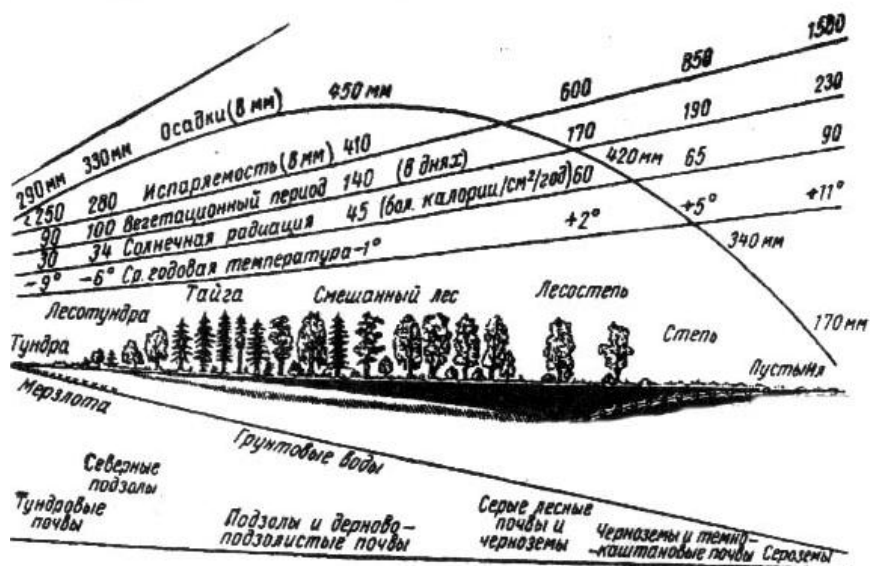 Осадки (в мм)
290 мм 330 мм 450 мм 420 мм 340 мм 170 мм
Испаряемость (в мм)
<250 280 410 600 850 1500
Вегетационный период (в днях)
90 100 140 170 190 230
Солнечная радиация (бол. калории/см²/год)
30 34 45 60 65 90
Ср. годовая температура
-9° -6° -1° +2° +5° +11°
Тундра
Лесотундра
Тайга
Смешанный лес
Лесостепь
Степь
Пустыня
Мерзлота
Грунтовые воды
Тундровые
почвы
Северные
подзолы
Подзолы и дерново-
подзолистые почвы
Серые лесные
почвы и
черноземы
Черноземы и темно-
-каштановые почвы
Сероземы